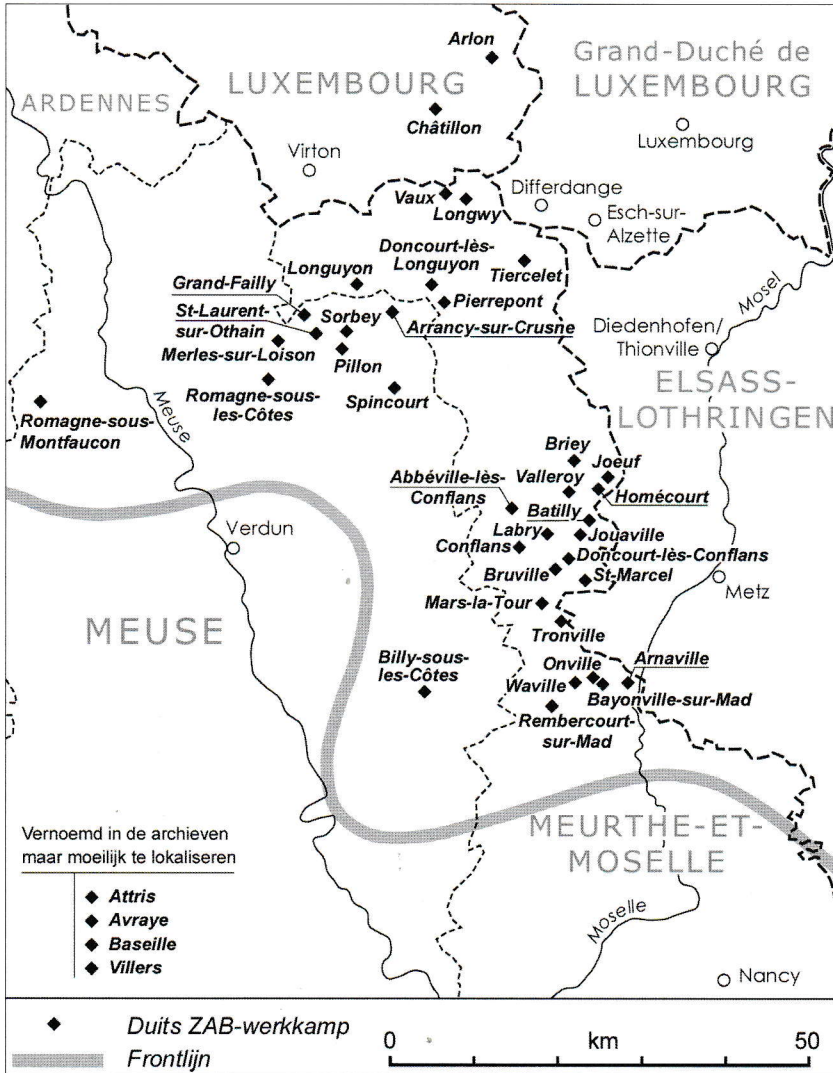 Arlon
Grand-Duché de
LUXEMBOURG
LUXEMBOURG
ARDENNES
Châtillon
Luxembourg
Virton
Vaux
Longwy
Differdange
Esch-sur-
Alzette
Doncourt-lès-
Longuyon
Longuyon
Tiercelet
Grand-Failly
Pierrepont
Mosel
St-Laurent-
sur-Othain
Sorbey
Arrancy-sur-Crusne
Diedenhofen/
Thionville
Merles-sur-Loison
Pillon
Romagne-sous-
les-Côtes
Spincourt
ELSASS-
LOTHRINGEN
Romagne-sous-
Montfaucon
Meuse
Briey
Joeuf
Valleroy
Abbéville-lès-
Conflans
Homécourt
Batilly
Labry
Jouaville
Verdun
Conflans
Doncourt-lès-Conflans
Bruville
St-Marcel
Metz
Mars-la-Tour
MEUSE
Tronville
Billy-sous-
les-Côtes
Onville
Arnaville
Waville
Bayonville-sur-Mad
Rembercourt-
sur-Mad
MEURTHE-ET-
MOSELLE
Vernoemd in de archieven
maar moeilijk te lokaliseren
Attris
Avraye
Baseille
Villers
Moselle
Nancy
Duits ZAB-werkkamp
Frontlijn
0 km 50